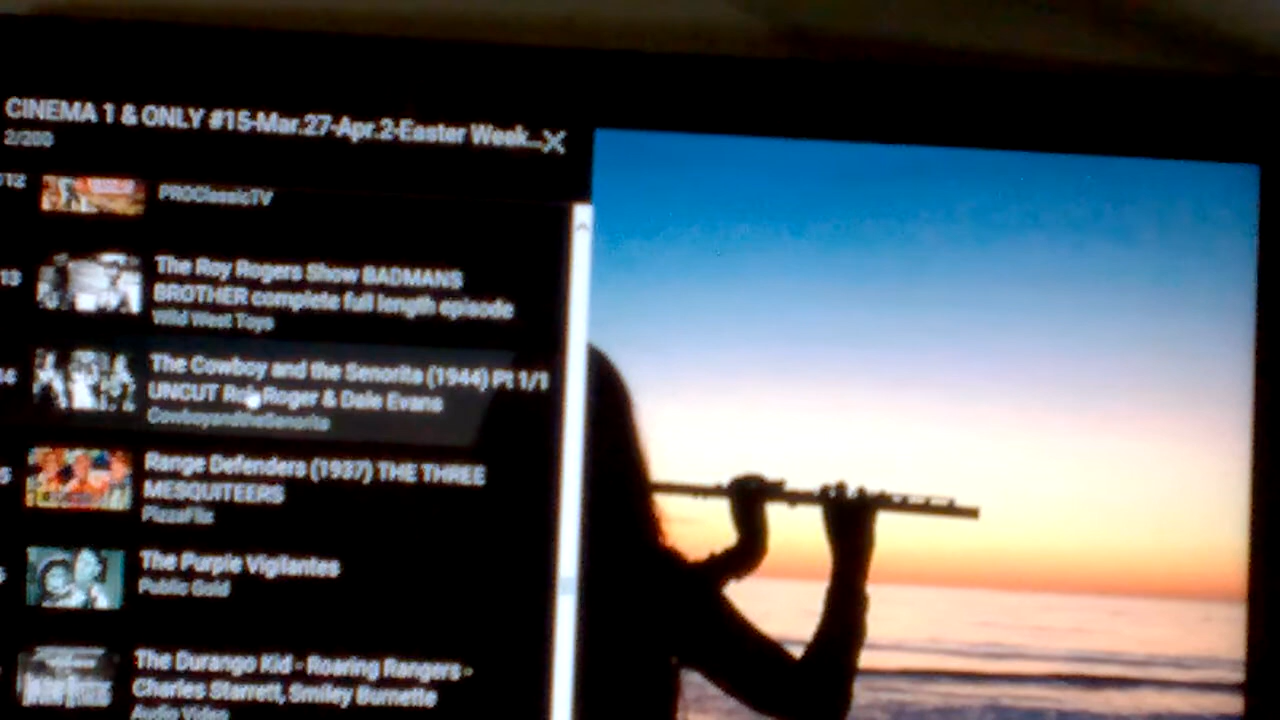 CINEMA 1 & ONLY #15-Mar.27-Apr.2-Easter Week...
2/200
12
PROClassicTV
13
The Roy Rogers Show BADMANS
BROTHER complete full length episode
Wild West Toys
The Cowboy and the Senorita (1944) Pt 1/1
UNCUT Roger & Dale Evans
CowboyandtheSenorita
Range Defenders (1937) THE THREE
MESQUITEERS
PizzaFlix
The Purple Vigilantes
Public Gold
The Durango Kid - Roaring Rangers -
Charles Starrett, Smiley Burnette
Audio Video